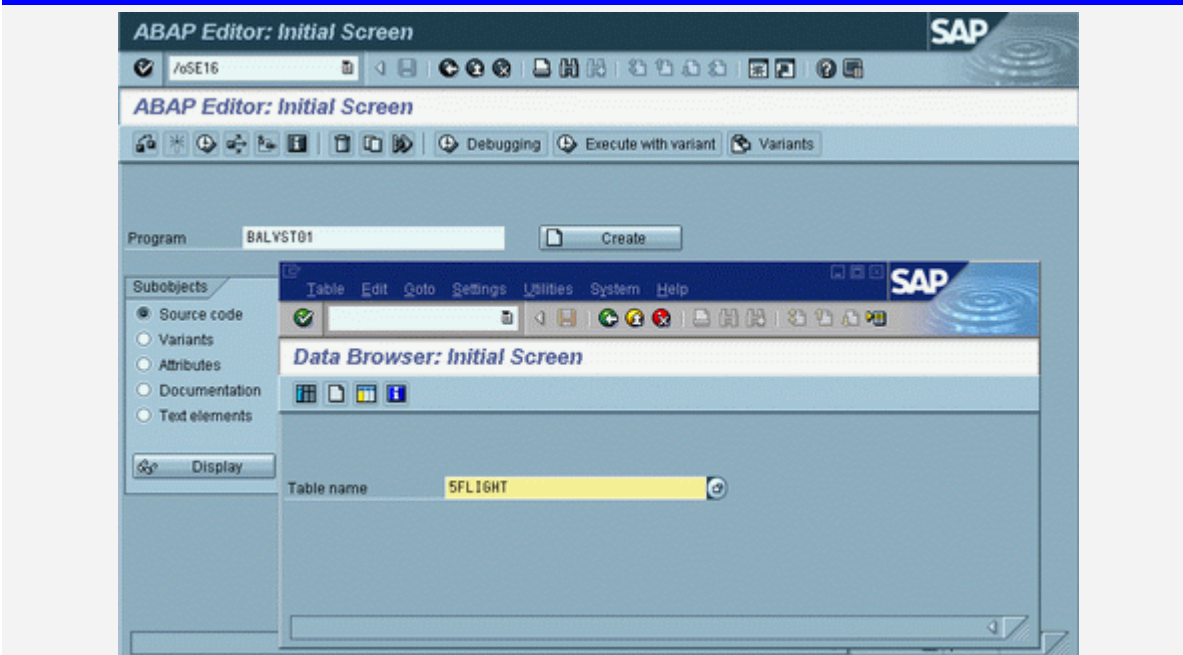 ABAP Editor: Initial Screen
SAP
/oSE16
ABAP Editor: Initial Screen
Debugging Execute with variant Variants
Program BALVST01 Create
Subobjects
Source code
Variants
Attributes
Documentation
Text elements
Display
Table Edit Goto Settings Utilities System Help
SAP
Data Browser: Initial Screen
Table name 5FLIGHT